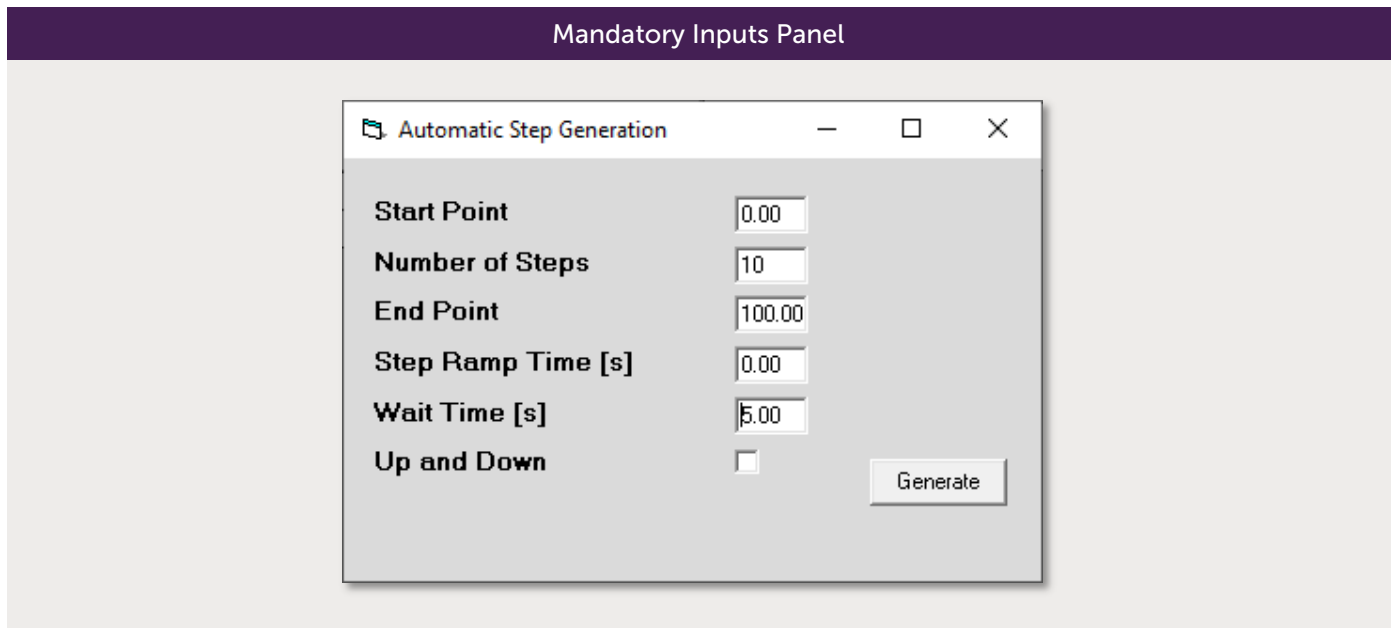 Mandatory Inputs Panel
Automatic Step Generation
Start Point 0.00
Number of Steps 10
End Point 100.00
Step Ramp Time [s] 0.00
Wait Time [s] 5.00
Up and Down
Generate